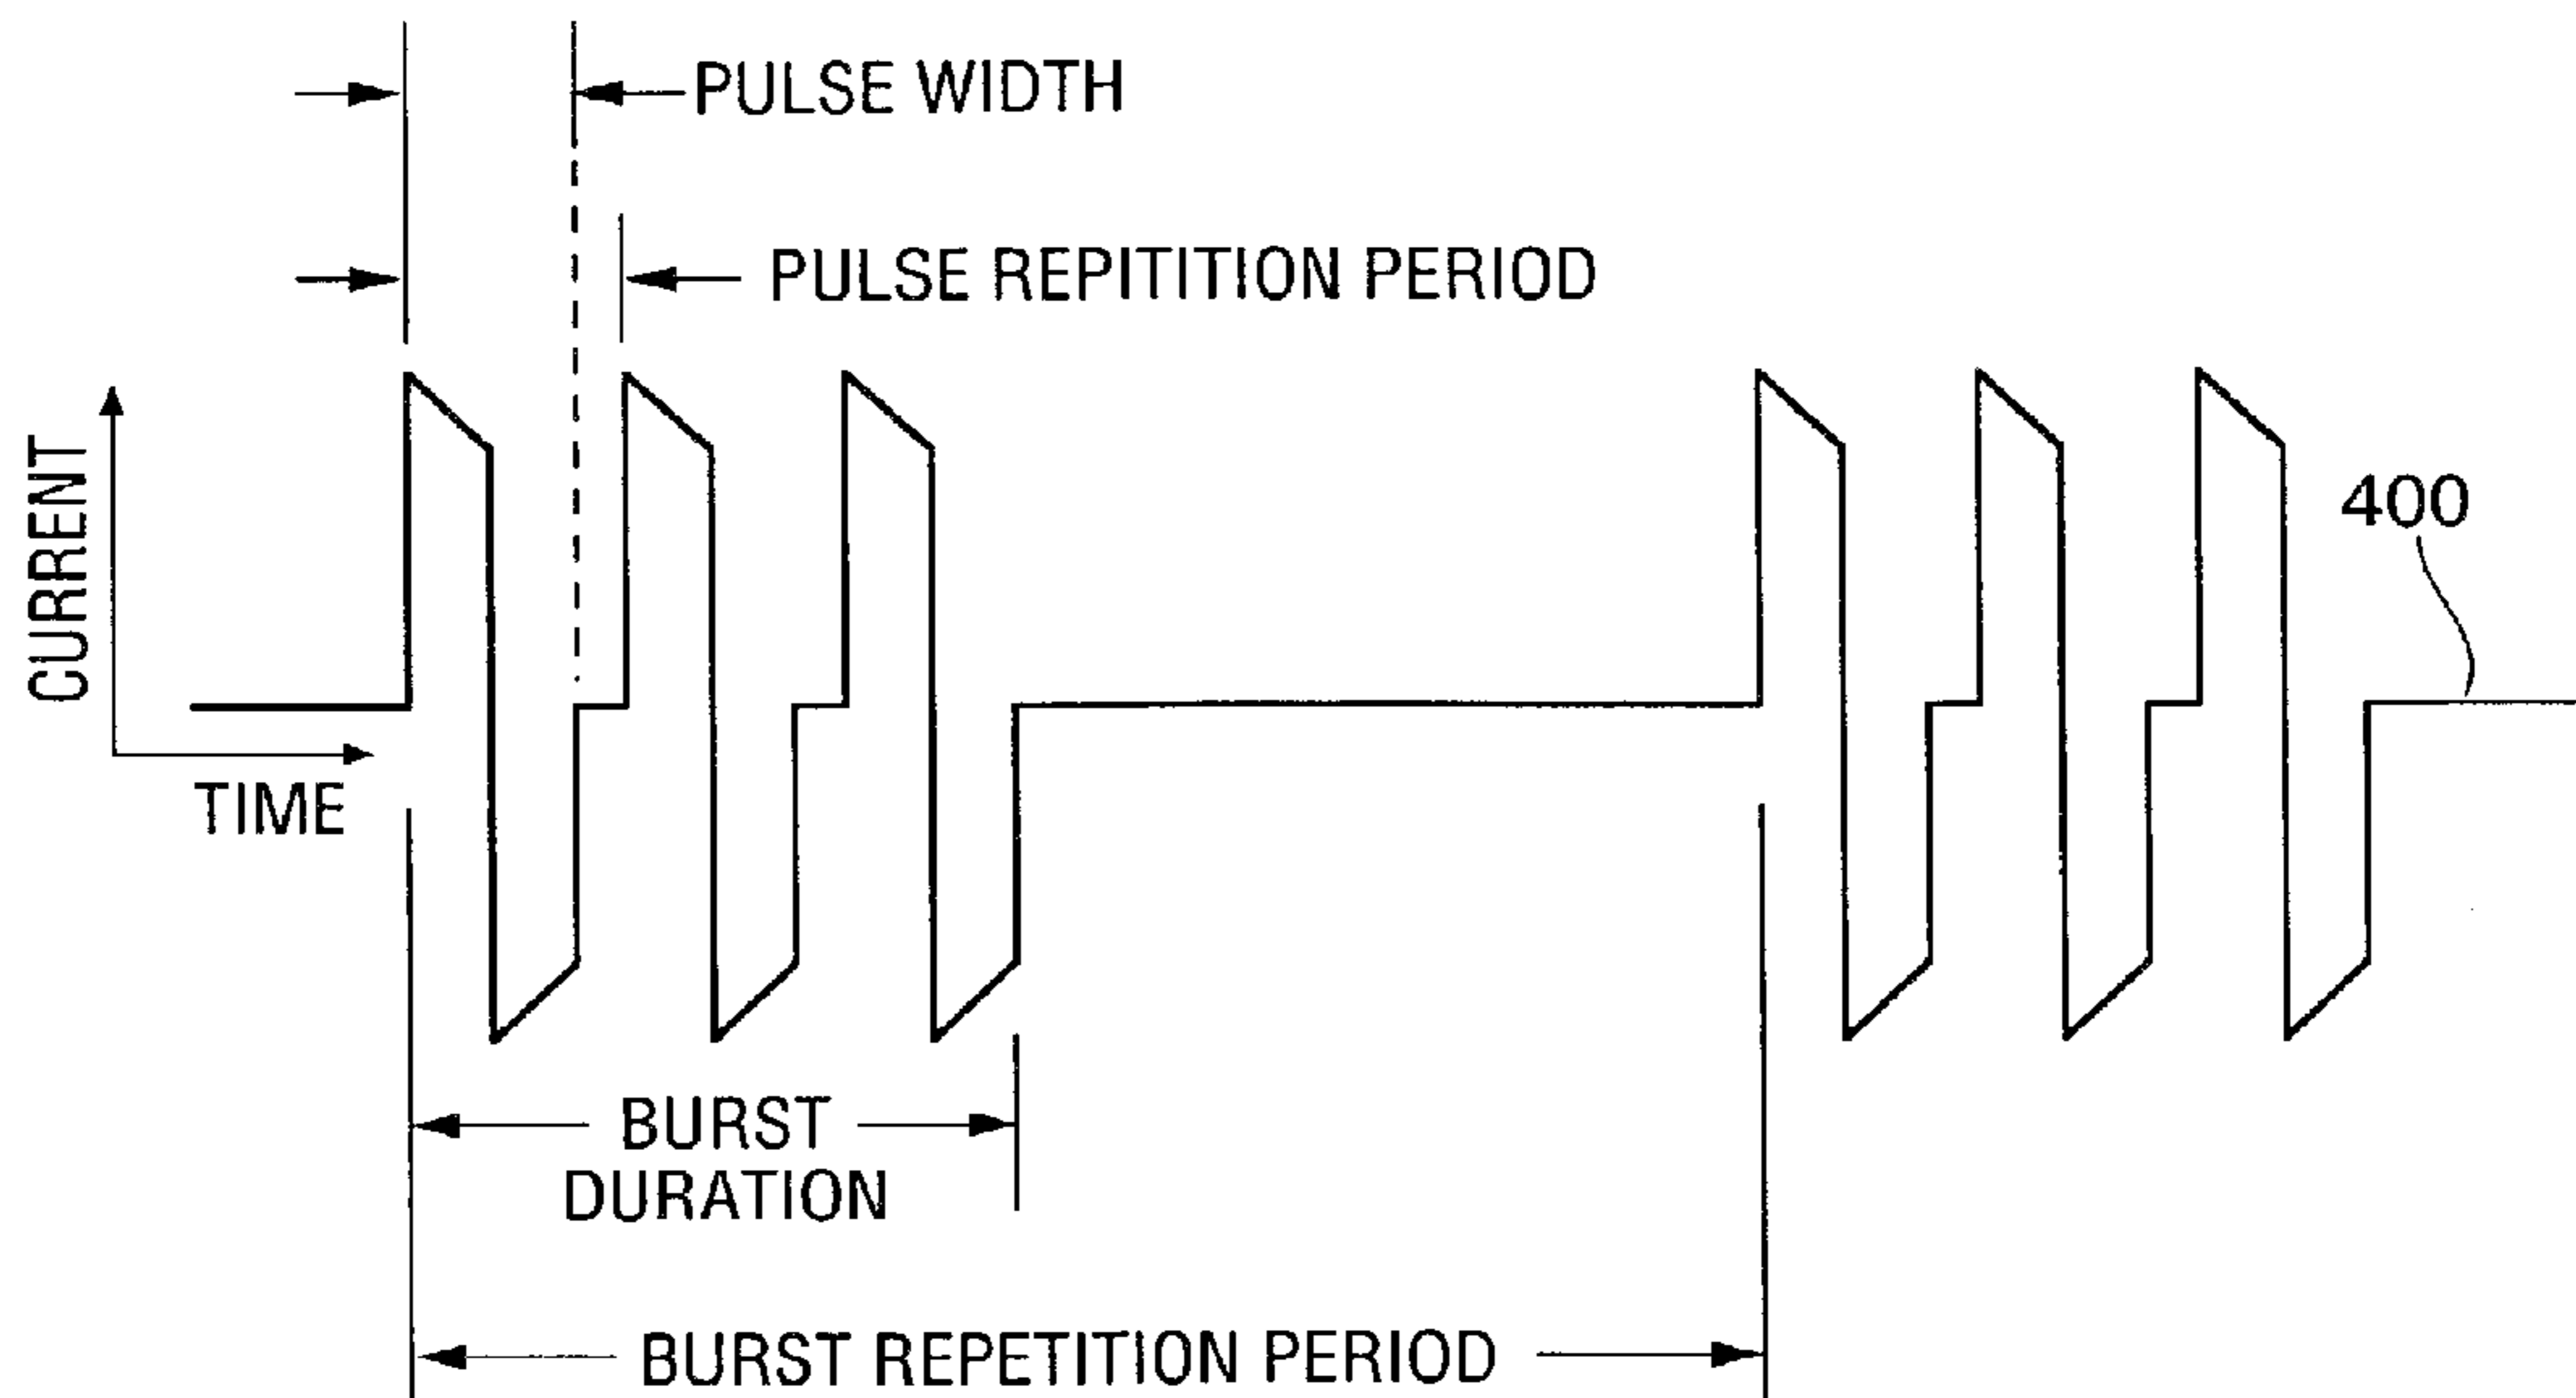 PULSE WIDTH
PULSE REPITITION PERIOD
CURRENT
400
TIME
BURST
DURATION
BURST REPETITION PERIOD